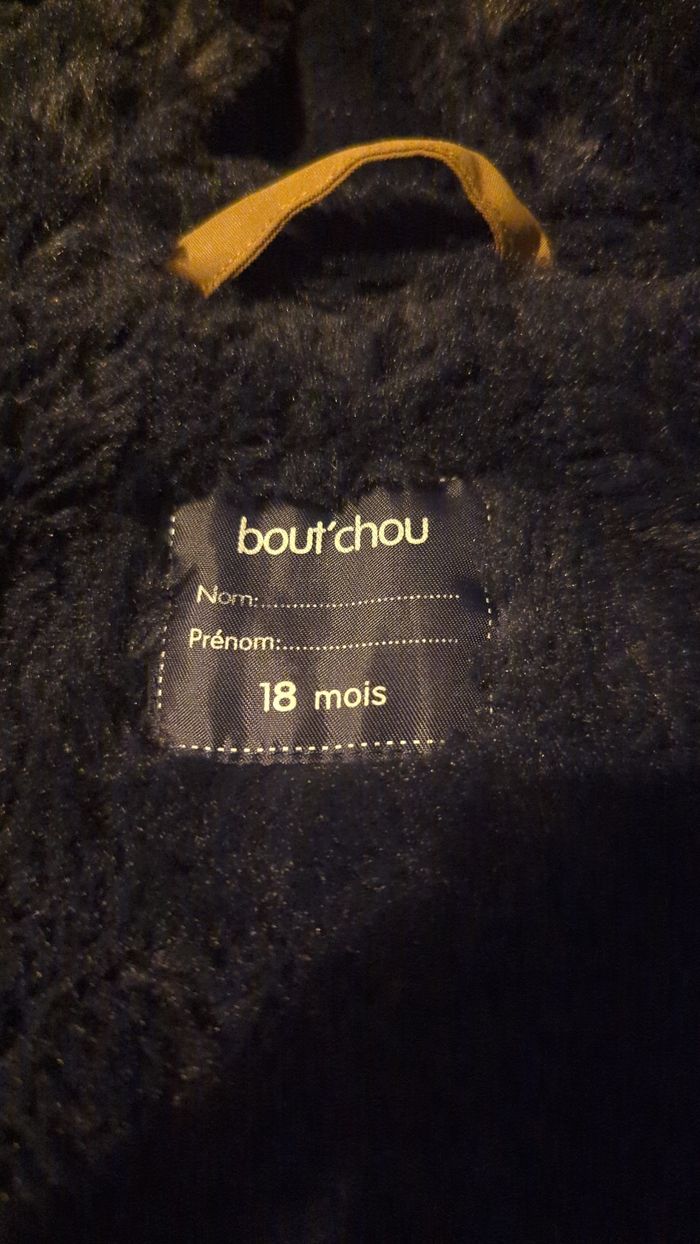 bout'chou
Nom:................................
Prénom:............................
18 mois